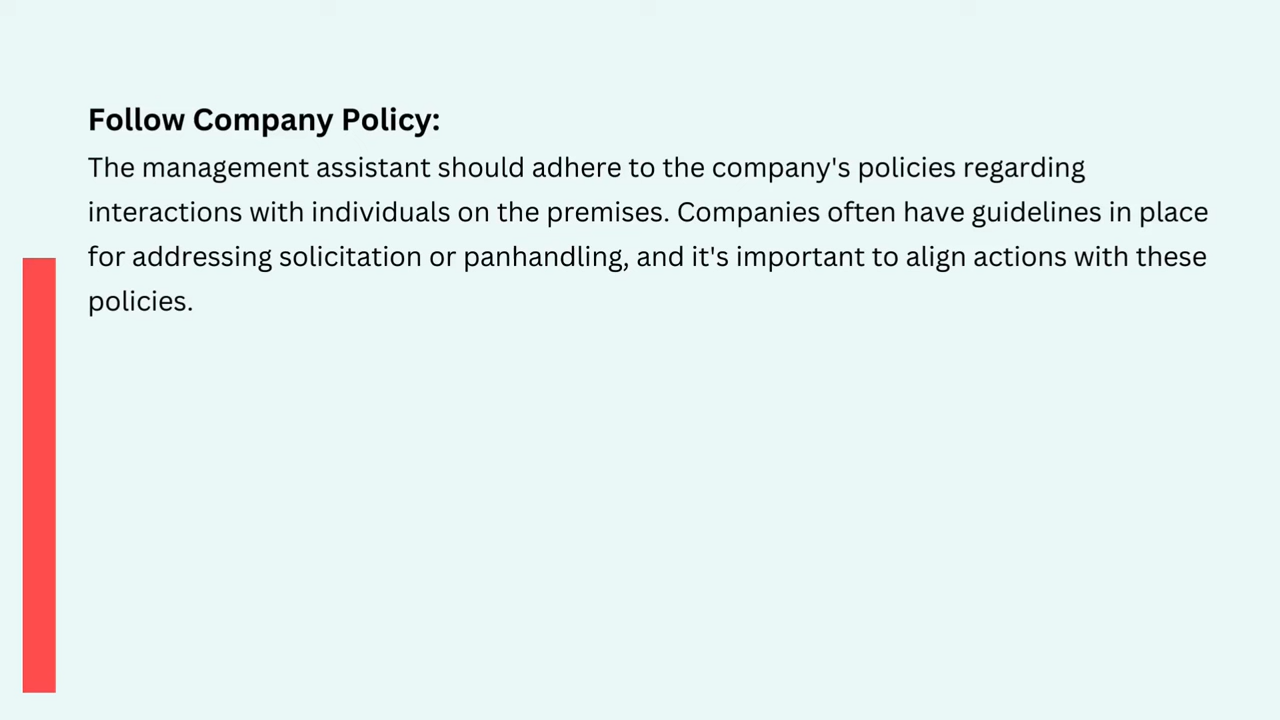 Follow Company Policy:
The management assistant should adhere to the company's policies regarding
interactions with individuals on the premises. Companies often have guidelines in place
for addressing solicitation or panhandling, and it's important to align actions with these
policies.